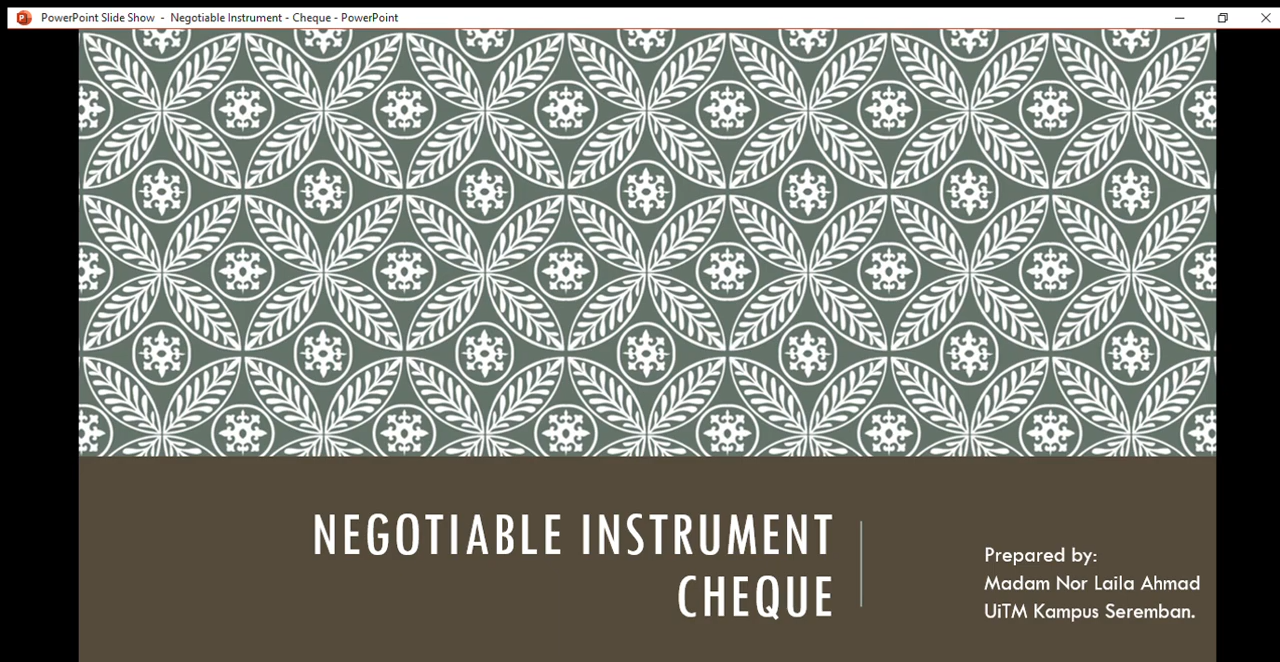 PowerPoint Slide Show - Negotiable Instrument - Cheque - PowerPoint
NEGOTIABLE INSTRUMENT
CHEQUE
Prepared by:
Madam Nor Laila Ahmad
UiTM Kampus Seremban.